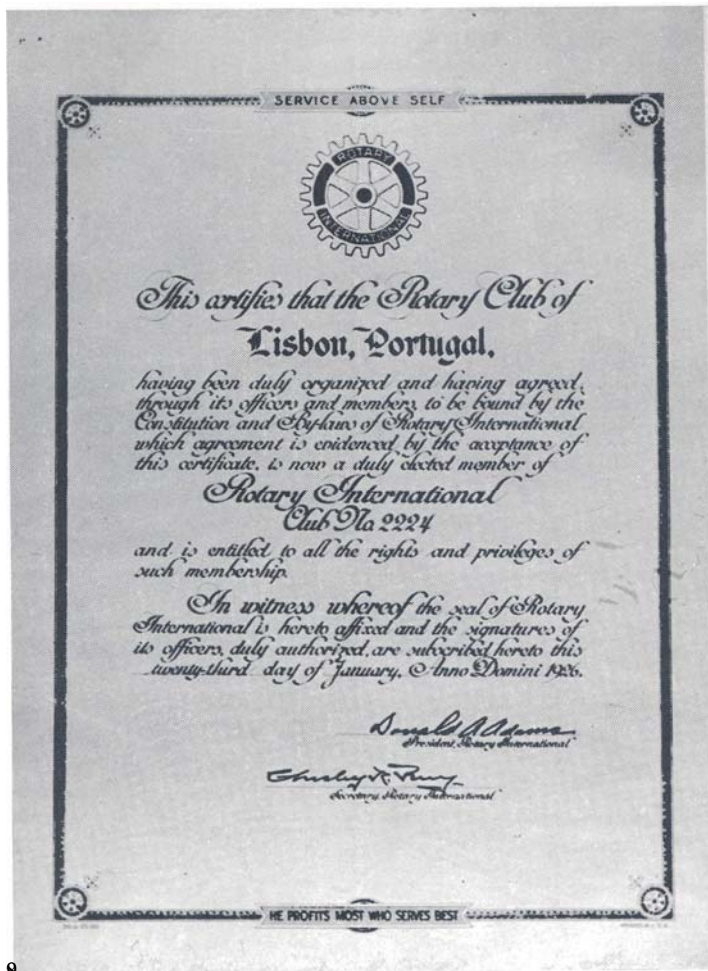 SERVICE ABOVE SELF
ROTARY
INTERNATIONAL
This certifies that the Rotary Club of
Lisbon, Portugal,
having been duly organized and having agreed,
through its officers and members, to be bound by the
Constitution and By-laws of Rotary International
which agreement is evidenced by the acceptance of
this certificate, is now a duly elected member of
Rotary International
Club No. 2224
and is entitled to all the rights and privileges of
such membership.
In witness whereof the seal of Rotary
International is hereto affixed and the signatures of
its officers, duly authorized, are subscribed hereto this
twenty-third day of January, Anno Domini 1926.
Donald A Adams
President, Rotary International
Chesley R. Perry
Secretary, Rotary International
HE PROFITS MOST WHO SERVES BEST
9